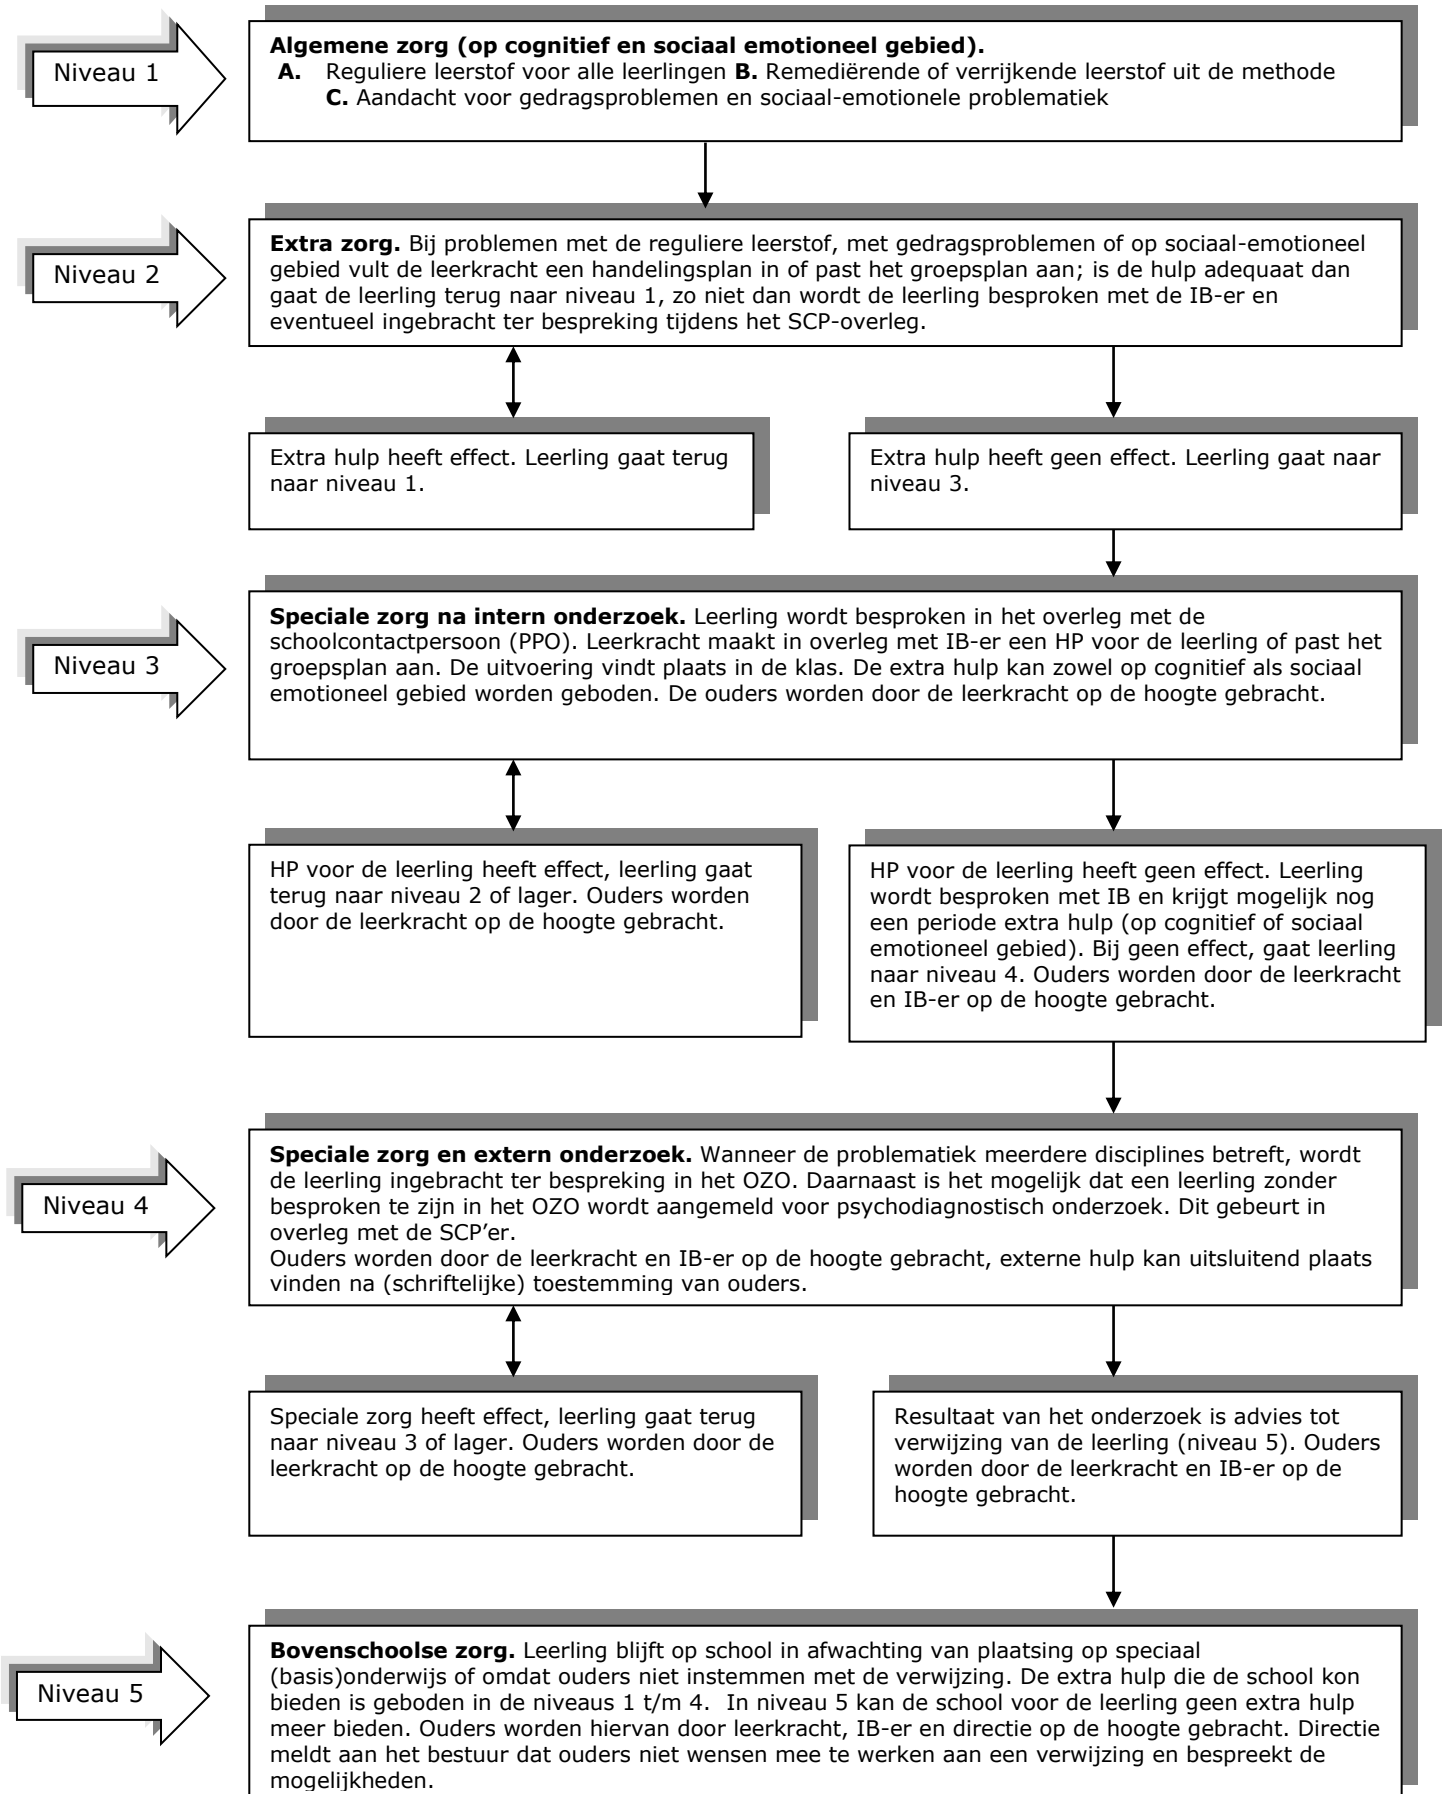 Niveau 1
Algemene zorg (op cognitief en sociaal emotioneel gebied).
A. Reguliere leerstof voor alle leerlingen B. Remediërende of verrijkende leerstof uit de methode
C. Aandacht voor gedragsproblemen en sociaal-emotionele problematiek
Niveau 2
Extra zorg. Bij problemen met de reguliere leerstof, met gedragsproblemen of op sociaal-emotioneel
gebied vult de leerkracht een handelingsplan in of past het groepsplan aan; is de hulp adequaat dan
gaat de leerling terug naar niveau 1, zo niet dan wordt de leerling besproken met de IB-er en
eventueel ingebracht ter bespreking tijdens het SCP-overleg.
Extra hulp heeft effect. Leerling gaat terug
naar niveau 1.
Extra hulp heeft geen effect. Leerling gaat naar
niveau 3.
Niveau 3
Speciale zorg na intern onderzoek. Leerling wordt besproken in het overleg met de
schoolcontactpersoon (PPO). Leerkracht maakt in overleg met IB-er een HP voor de leerling of past het
groepsplan aan. De uitvoering vindt plaats in de klas. De extra hulp kan zowel op cognitief als sociaal
emotioneel gebied worden geboden. De ouders worden door de leerkracht op de hoogte gebracht.
HP voor de leerling heeft effect, leerling gaat
terug naar niveau 2 of lager. Ouders worden
door de leerkracht op de hoogte gebracht.
HP voor de leerling heeft geen effect. Leerling
wordt besproken met IB en krijgt mogelijk nog
een periode extra hulp (op cognitief of sociaal
emotioneel gebied). Bij geen effect, gaat leerling
naar niveau 4. Ouders worden door de leerkracht
en IB-er op de hoogte gebracht.
Niveau 4
Speciale zorg en extern onderzoek. Wanneer de problematiek meerdere disciplines betreft, wordt
de leerling ingebracht ter bespreking in het OZO. Daarnaast is het mogelijk dat een leerling zonder
besproken te zijn in het OZO wordt aangemeld voor psychodiagnostisch onderzoek. Dit gebeurt in
overleg met de SCP’er.
Ouders worden door de leerkracht en IB-er op de hoogte gebracht, externe hulp kan uitsluitend plaats
vinden na (schriftelijke) toestemming van ouders.
Speciale zorg heeft effect, leerling gaat terug
naar niveau 3 of lager. Ouders worden door de
leerkracht op de hoogte gebracht.
Resultaat van het onderzoek is advies tot
verwijzing van de leerling (niveau 5). Ouders
worden door de leerkracht en IB-er op de
hoogte gebracht.
Niveau 5
Bovenschoolse zorg. Leerling blijft op school in afwachting van plaatsing op speciaal
(basis)onderwijs of omdat ouders niet instemmen met de verwijzing. De extra hulp die de school kon
bieden is geboden in de niveaus 1 t/m 4. In niveau 5 kan de school voor de leerling geen extra hulp
meer bieden. Ouders worden hiervan door leerkracht, IB-er en directie op de hoogte gebracht. Directie
meldt aan het bestuur dat ouders niet wensen mee te werken aan een verwijzing en bespreekt de
mogelijkheden.